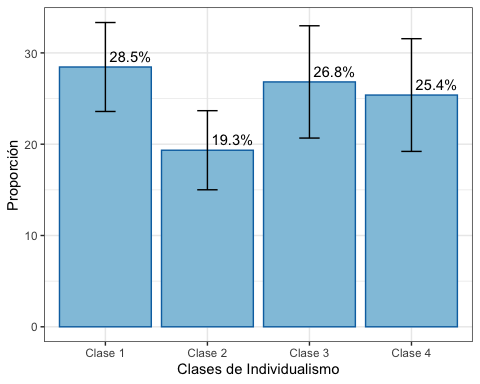 30
20
10
0
Proporción
28.5%
19.3%
26.8%
25.4%
Clase 1
Clase 2
Clase 3
Clase 4
Clases de Individualismo